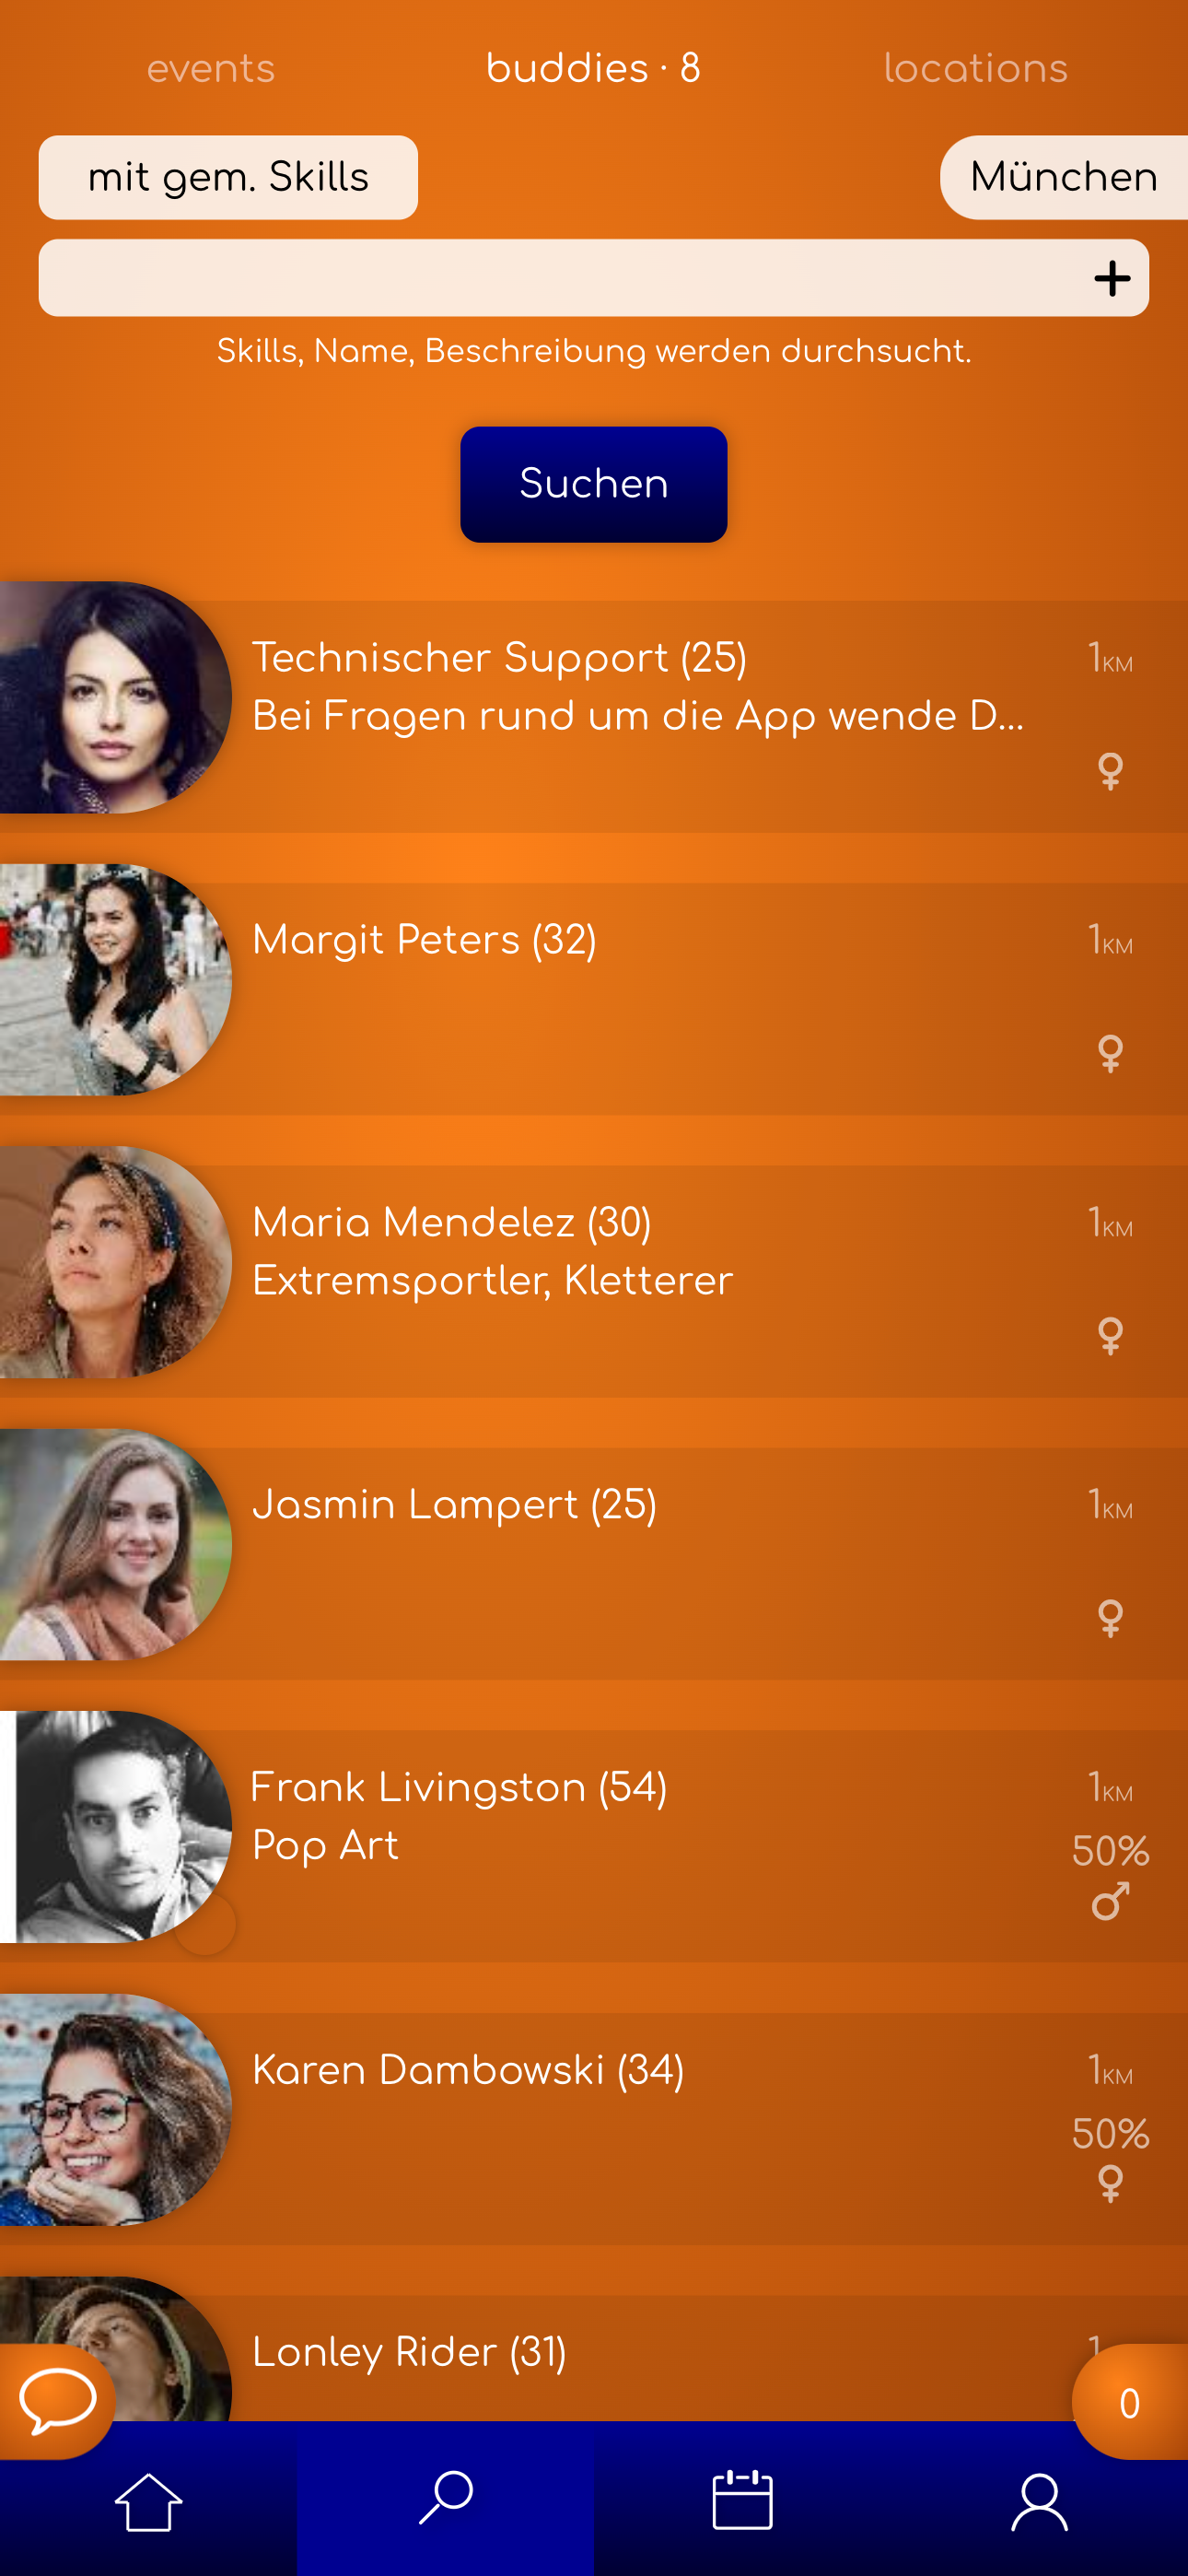 events buddies · 8 locations
mit gem. Skills München
Skills, Name, Beschreibung werden durchsucht.
Suchen
Technischer Support (25) 1KM
Bei Fragen rund um die App wende D...
Margit Peters (32) 1KM
Maria Mendelez (30) 1KM
Extremsportler, Kletterer
Jasmin Lampert (25) 1KM
Frank Livingston (54) 1KM
Pop Art 50%
Karen Dambowski (34) 1KM
50%
Lonley Rider (31) 1
0